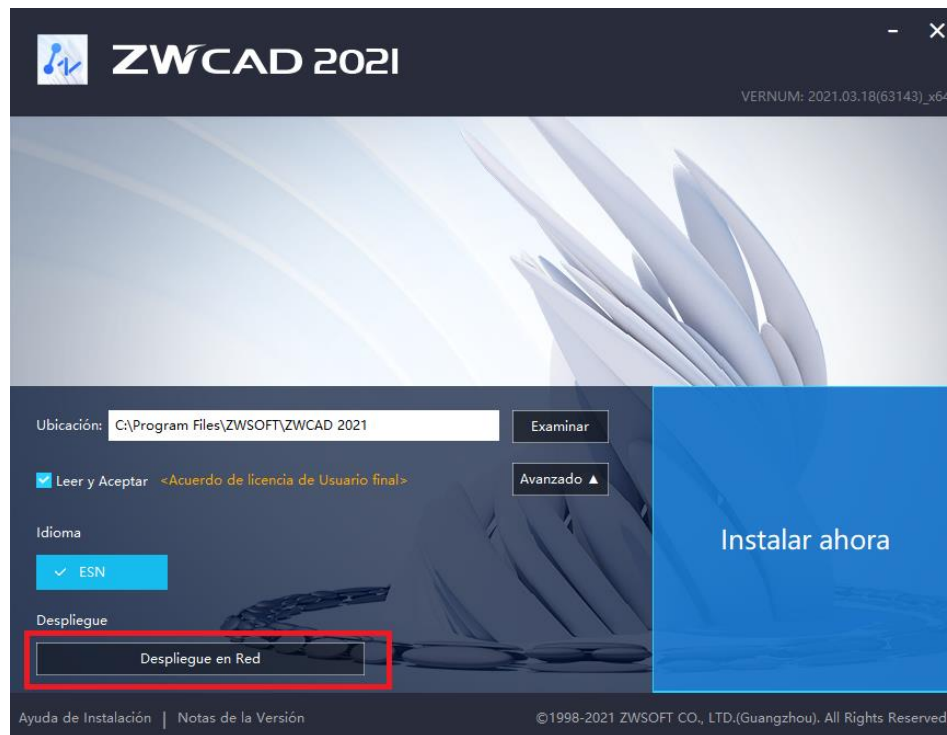 ZWCAD 2021
VERNUM: 2021.03.18(63143)_x64
Ubicación: C:\Program Files\ZWSOFT\ZWCAD 2021 Examinar
Leer y Aceptar <Acuerdo de licencia de Usuario final> Avanzado ▲
Idioma
Instalar ahora
ESN
Despliegue
Despliegue en Red
Ayuda de Instalación | Notas de la Versión ©1998-2021 ZWSOFT CO., LTD.(Guangzhou). All Rights Reserved